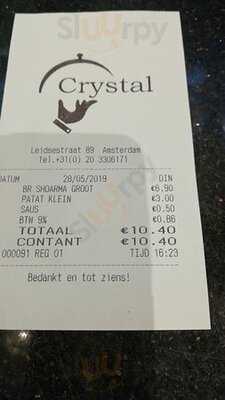 Sluurpy
Crystal
Leidsestraat 89 Amsterdam
Tel.+31(0) 20 3306171
DATUM 28/05/2019 DIN
BR SHOARMA GROOT €6.90
PATAT KLEIN €3.00
SAUS €0.50
BTW 9% €0.86
TOTAAL €10.40
CONTANT €10.40
000091 REG 01 TIJD 16:23
Bedankt en tot ziens!